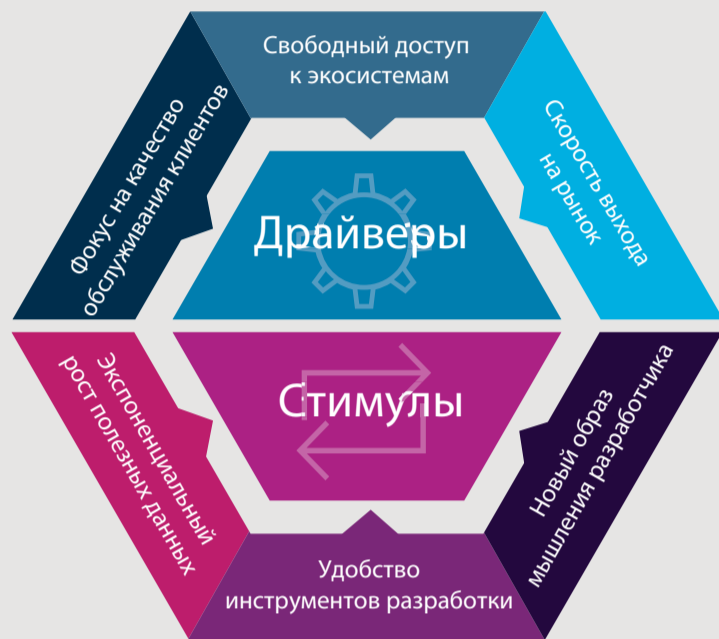 Свободный доступ
к экосистемам
Фокус на качество
обслуживания клиентов
Скорость выхода
на рынок
Драйверы
Стимулы
Экспоненциальный
рост полезных данных
Новый образ
мышления разработчика
Удобство
инструментов разработки